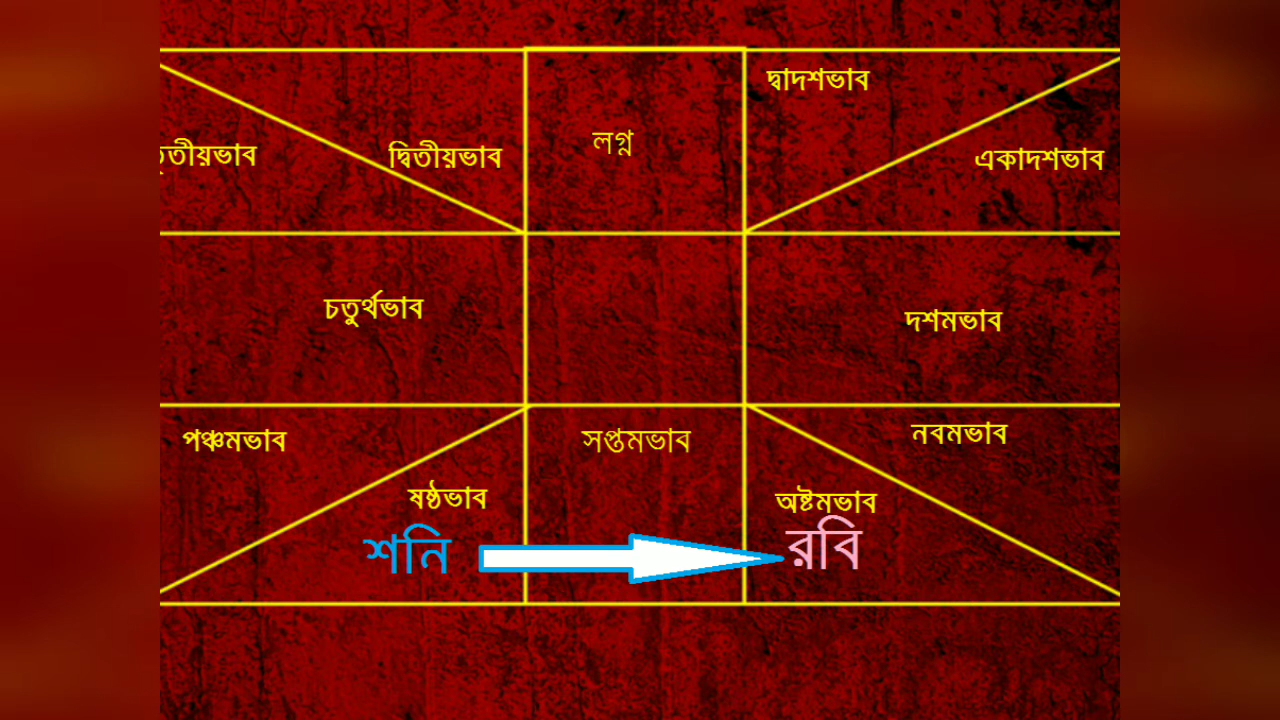 দ্বাদশভাব
লগ্ন
তৃতীয়ভাব
দ্বিতীয়ভাব
একাদশভাব
চতুর্থভাব
দশমভাব
পঞ্চমভাব
সপ্তমভাব
নবমভাব
ষষ্ঠভাব
অষ্টমভাব
শনি
রবি